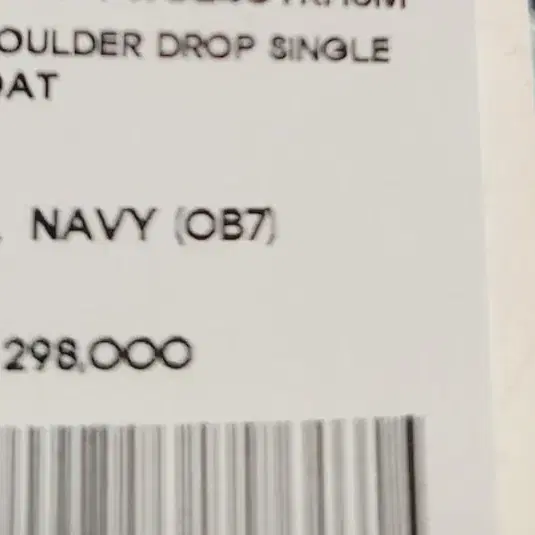 OULDER DROP SINGLE
OAT
NAVY (OB7)
298,000